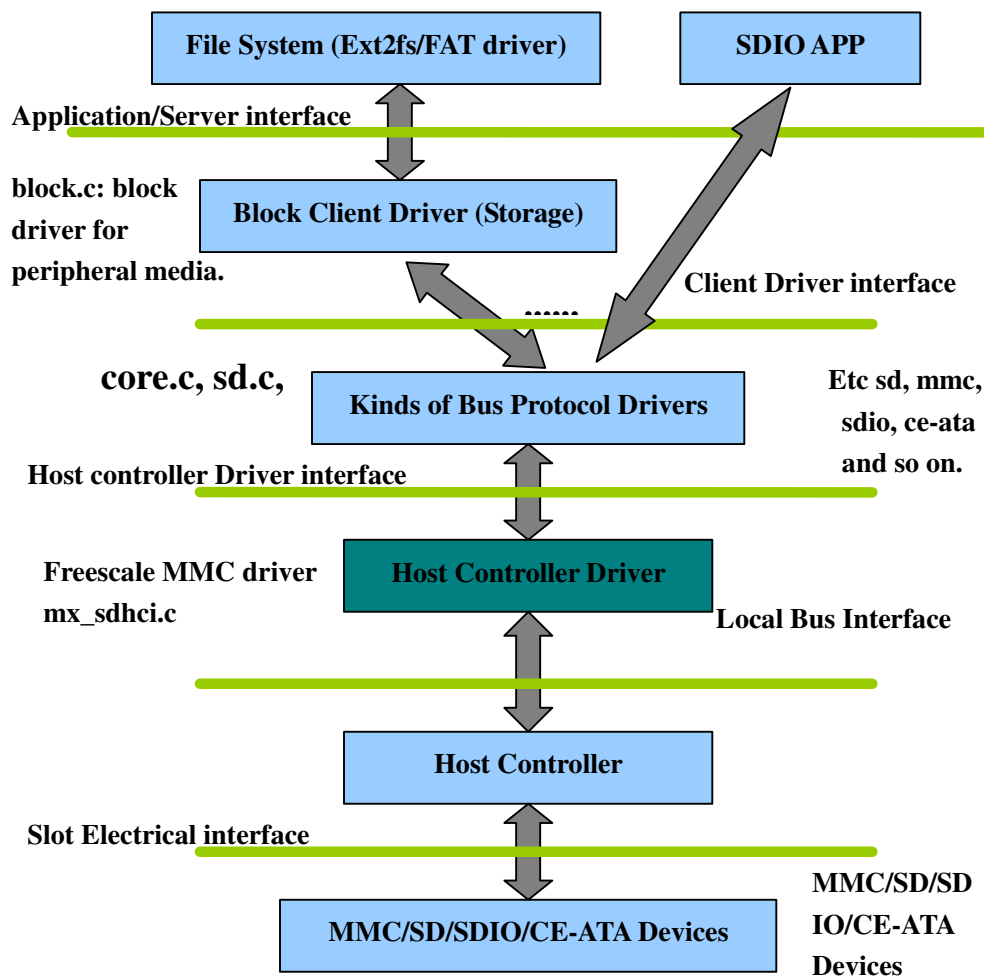 File System (Ext2fs/FAT driver)
SDIO APP
Application/Server interface
block.c: block
driver for
peripheral media.
Block Client Driver (Storage)
Client Driver interface
......
core.c, sd.c,
Kinds of Bus Protocol Drivers
Etc sd, mmc,
sdio, ce-ata
and so on.
Host controller Driver interface
Freescale MMC driver
mx_sdhci.c
Host Controller Driver
Local Bus Interface
Host Controller
Slot Electrical interface
MMC/SD/SDIO/CE-ATA Devices
MMC/SD/SD
IO/CE-ATA
Devices